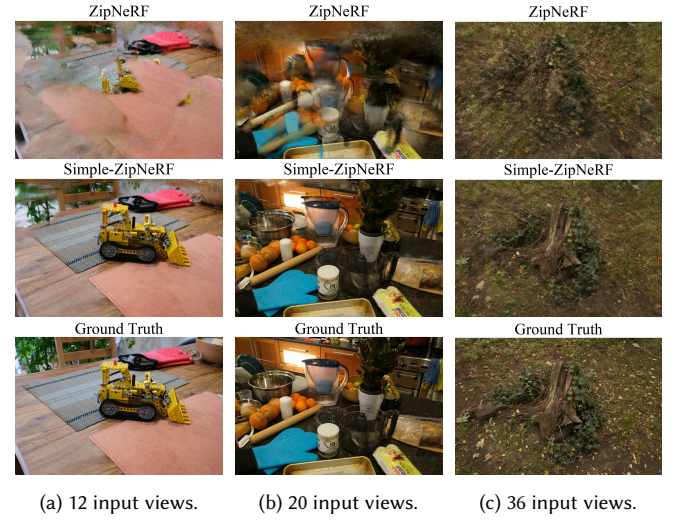 ZipNeRF ZipNeRF ZipNeRF
Simple-ZipNeRF Simple-ZipNeRF Simple-ZipNeRF
Ground Truth Ground Truth Ground Truth
(a) 12 input views. (b) 20 input views. (c) 36 input views.